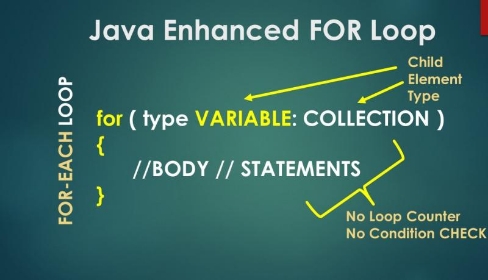 Java Enhanced FOR Loop
Child
Element
Type
FOR-EACH LOOP
for ( type VARIABLE: COLLECTION )
{
//BODY // STATEMENTS
}
No Loop Counter
No Condition CHECK